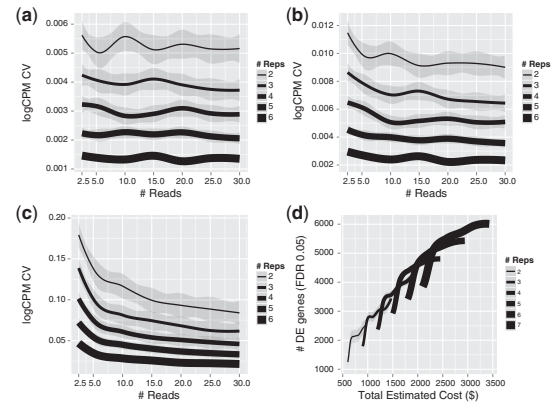 (a)
logCPM CV
0.006
0.005
0.004
0.003
0.002
0.001
2.5 5.0 10.0 15.0 20.0 25.0 30.0
# Reads
# Reps
2
3
4
5
6
(b)
logCPM CV
0.012
0.010
0.008
0.006
0.004
0.002
2.5 5.0 10.0 15.0 20.0 25.0 30.0
# Reads
# Reps
2
3
4
5
6
(c)
logCPM CV
0.20
0.15
0.10
0.05
2.5 5.0 10.0 15.0 20.0 25.0 30.0
# Reads
# Reps
2
3
4
5
6
(d)
# DE genes (FDR 0.05)
6000
5000
4000
3000
2000
1000
500 1000 1500 2000 2500 3000 3500
Total Estimated Cost ($)
# Reps
2
3
4
5
6
7